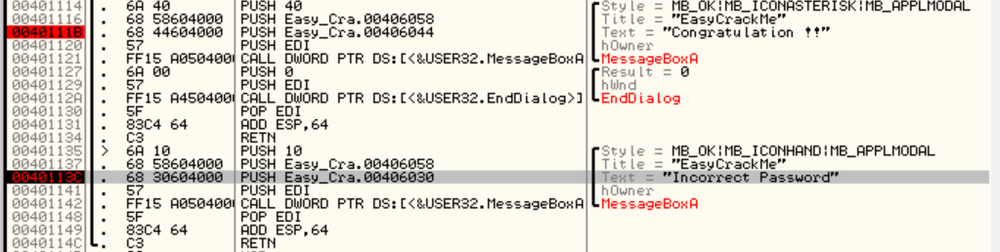 00401114 . 6A 40 PUSH 40 Style = MB_OK|MB_ICONASTERISK|MB_APPLMODAL
00401116 . 68 58604000 PUSH Easy_Cra.00406058 Title = "EasyCrackMe"
0040111B . 68 44604000 PUSH Easy_Cra.00406044 Text = "Congratulation !!"
00401120 . 57 PUSH EDI hOwner
00401121 . FF15 A0504000 CALL DWORD PTR DS:[<&USER32.MessageBoxA MessageBoxA
00401127 . 6A 00 PUSH 0 Result = 0
00401129 . 57 PUSH EDI hWnd
0040112A . FF15 A4504000 CALL DWORD PTR DS:[<&USER32.EndDialog>] EndDialog
00401130 . 5F POP EDI
00401131 . 83C4 64 ADD ESP,64
00401134 . C3 RETN
00401135 > 6A 10 PUSH 10 Style = MB_OK|MB_ICONHAND|MB_APPLMODAL
00401137 . 68 58604000 PUSH Easy_Cra.00406058 Title = "EasyCrackMe"
0040113C . 68 30604000 PUSH Easy_Cra.00406030 Text = "Incorrect Password"
00401141 . 57 PUSH EDI hOwner
00401142 . FF15 A0504000 CALL DWORD PTR DS:[<&USER32.MessageBoxA MessageBoxA
00401148 . 5F POP EDI
00401149 . 83C4 64 ADD ESP,64
0040114C . C3 RETN